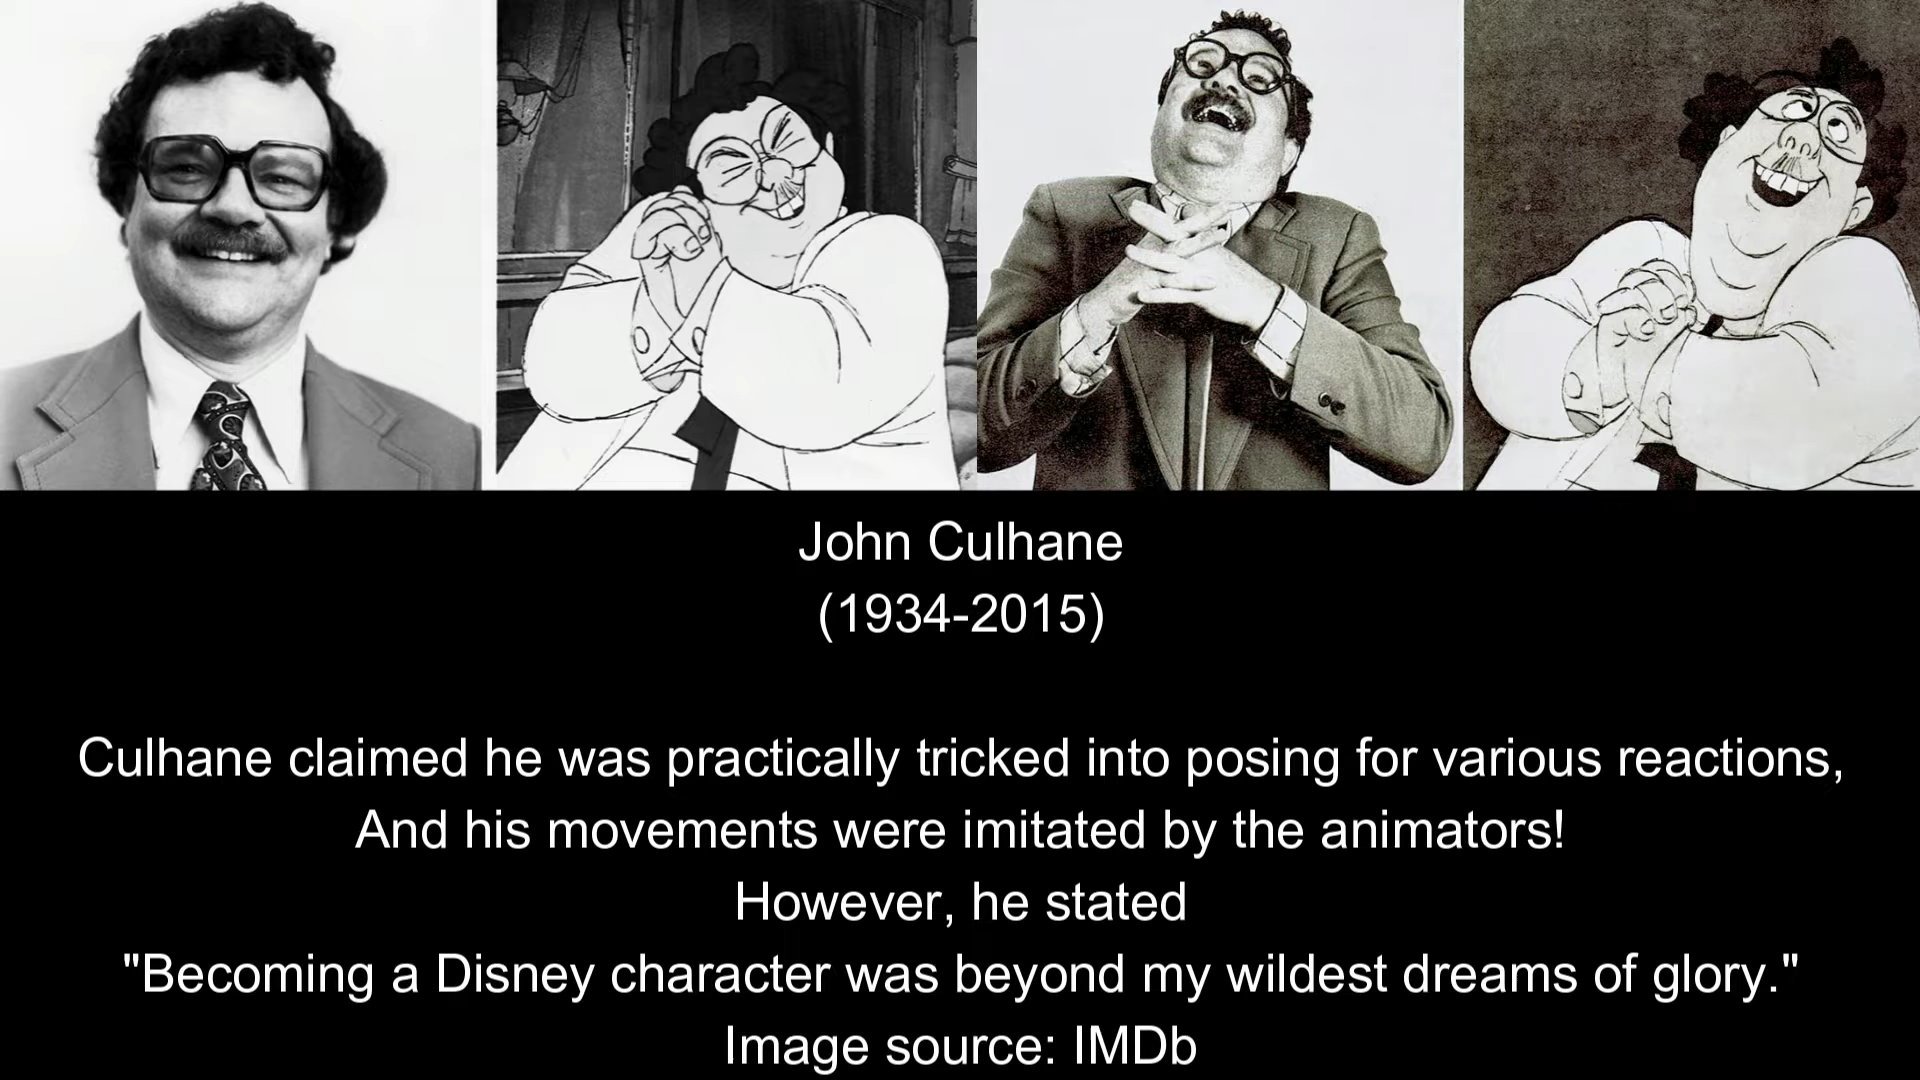 John Culhane
(1934-2015)
Culhane claimed he was practically tricked into posing for various reactions,
And his movements were imitated by the animators!
However, he stated
"Becoming a Disney character was beyond my wildest dreams of glory."
Image source: IMDb